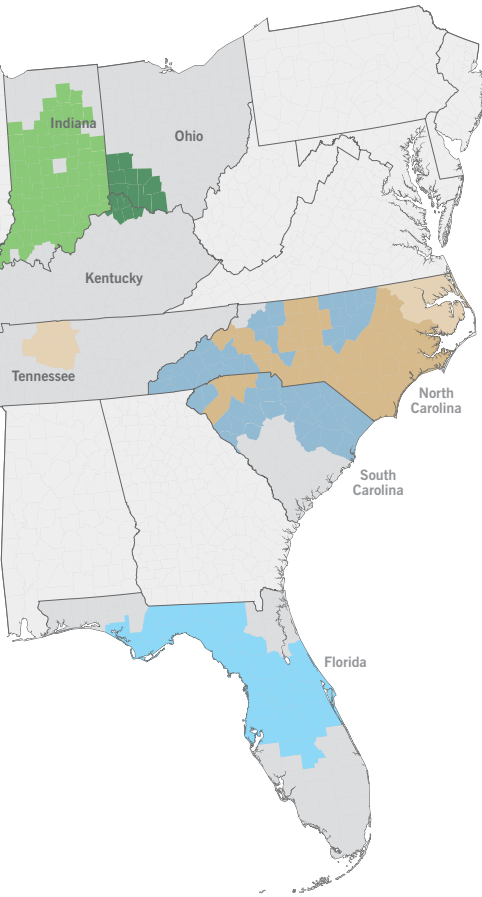 Indiana
Ohio
Kentucky
Tennessee
North
Carolina
South
Carolina
Florida